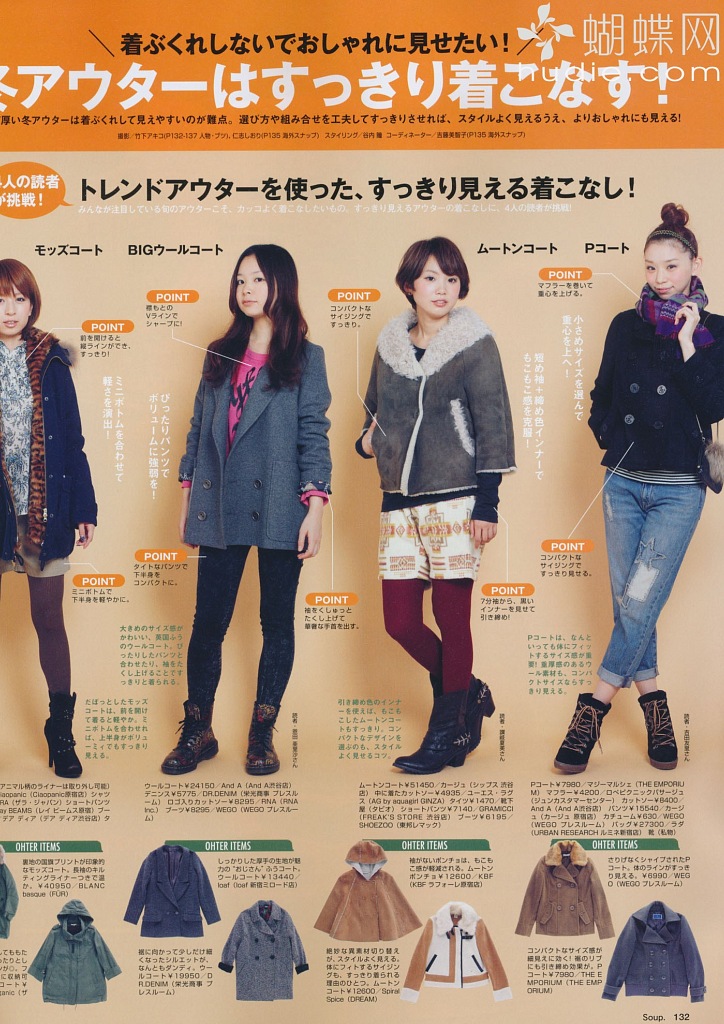 蝴蝶网
hudie.com
着ぶくれしないでおしゃれに見せたい!
冬アウターはすっきり着こなす!
厚い冬アウターは着ぶくれして見えやすいのが難点。選び方や組み合せを工夫してすっきりさせれば、スタイルよく見えるうえ、よりおしゃれにも見える!
撮影/竹下アキコ(P132-137 人物・ブツ)、仁志しおり(P135 海外スナップ) スタイリング/谷内 瞳 コーディネーター/吉藤美智子(P135 海外スナップ)
4人の読者
が挑戦!
トレンドアウターを使った、すっきり見える着こなし!
みんなが注目している旬のアウターこそ、カッコよく着こなしたいもの。すっきり見えるアウターの着こなしに、4人の読者が挑戦!
モッズコート
BIGウールコート
ムートンコート
Pコート
POINT
前を開けると
縦ラインができ、
すっきり!
ミニボトムを合わせて
軽さを演出!
POINT
ミニボトムで
下半身を軽やかに。
だぼっとしたモッズ
コートは、前を開け
て着ると軽やか。ミ
ニボトムを合わせれ
ば、上半身がボリュ
ーミィでもすっきり
見える。
POINT
襟もとの
Vラインで
シャープに!
ぴったりパンツで
ボリュームに強弱を!
POINT
タイトなパンツで
下半身を
コンパクトに。
POINT
袖をくしゅっと
たくし上げて
華奢な手首を出す。
大きめのサイズ感が
かわいい、英国ふう
のウールコート。ぴ
ったりしたパンツと
合わせたり、袖をた
くし上げることです
っきりと着られる。
POINT
コンパクトな
サイジングで
すっきり。
短め袖+締め色インナーで
もこもこ感を克服!
POINT
7分袖から、黒い
インナーを見せて
引き締め!
引き締め色のインナ
ーを使えば、もこも
こしたムートンコー
トもすっきり。コン
パクトなデザインを
選ぶのも、スタイル
よく見せるコツ。
POINT
マフラーを巻いて
重心を上げる。
小さめサイズを選んで
重心を上へ!
POINT
コンパクトな
サイジングで
すっきり見せる。
Pコートは、なんと
いっても体にフィッ
トするサイズ感が重
要!重厚感のあるウ
ール素材も、コンパ
クトサイズならすっ
きり見える。
アニマル柄のライナーは取り外し可能)
iaopanic (Ciaopanic原宿店)シャツ
RA(ザラ・ジャパン)ショートパンツ
ay BEAMS(レイ ビームス原宿)ブー
デア ディア(デア ディア渋谷店)タ
ウールコート¥24150/And A(And A渋谷店)
デニンス¥5775/DR.DENIM(栄光商事 プレスル
ーム)ロゴ入りカットソー¥8295/RNA(RNA
Inc.)ブーツ¥8295/WEGO(WEGO プレスル
ーム)
ムートンコート¥51450/カージュ(シップス 渋谷
店)中に着たカットソー¥4935/ユーエス・ラグ
ス(AG by aquagirl GINZA)タイツ¥1470/靴下
屋(タビオ)ショートパンツ¥7140/GRAMICCI
(FREAK'S STORE 渋谷店)ブーツ¥6195/
SHOEZOO(東邦レマック)
Pコート¥7980/マジーマルシェ(THE EMPORIU
M)マフラー¥4200/ロペピクニックパサージュ
(ジュンカスタマーセンター)カットソー¥8400/
And A(And A渋谷店)パンツ¥15540/カージ
ュ(カージュ 原宿店)カチューム¥630/WEGO
(WEGO プレスルーム)バッグ¥27300/ラデ
(URBAN RESEARCH ルミネ新宿店)靴(私物)
OHTER ITEMS
裏地の国旗プリントが印象的
なモッズコート。長袖のキル
ティングライナーつきで温
か。¥40950/BLANC
basque(FÜR)
OHTER ITEMS
しっかりした厚手の生地が魅
力の"おじさん"ふうコート。
ウールコート¥13440/
loaf(loaf 新宿ミロード店)
裾に向かって少しだけ細
くなったシルエットが、
なんともダンディ。ウー
ルコート¥19950/D
R.DENIM(栄光商事 プ
レスルーム)
OHTER ITEMS
袖がないポンチョは、もこも
こ感が軽減される。ムートン
ポンチョ¥12600/KBF
(KBF ラフォーレ原宿店)
絶妙な異素材切り替え
が、スタイルよく見える。
体にフィットするサイジン
グも、すっきり着られる
理由のひとつ。ムートン
コート¥12600/Spiral
Spice(DREAM)
OHTER ITEMS
さりげなくシャイプされたP
コート。体のラインがすっき
り見える。¥6990/WEG
O(WEGO プレスルーム)
コンパクトなサイズ感が
細見えに効く!裾のリブ
にも引き締め効果が。P
コート¥7980/THE E
MPORIUM(THE EMP
ORIUM)
Soup. 132